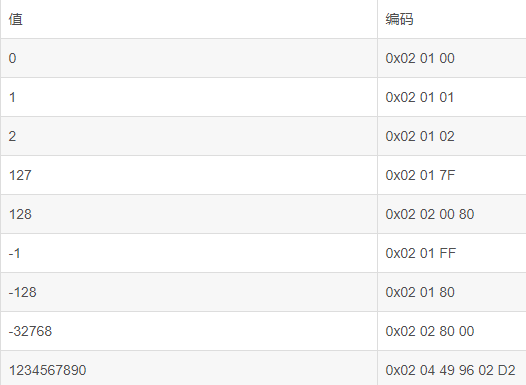 值 编码
0 0x02 01 00
1 0x02 01 01
2 0x02 01 02
127 0x02 01 7F
128 0x02 02 00 80
-1 0x02 01 FF
-128 0x02 01 80
-32768 0x02 02 80 00
1234567890 0x02 04 49 96 02 D2